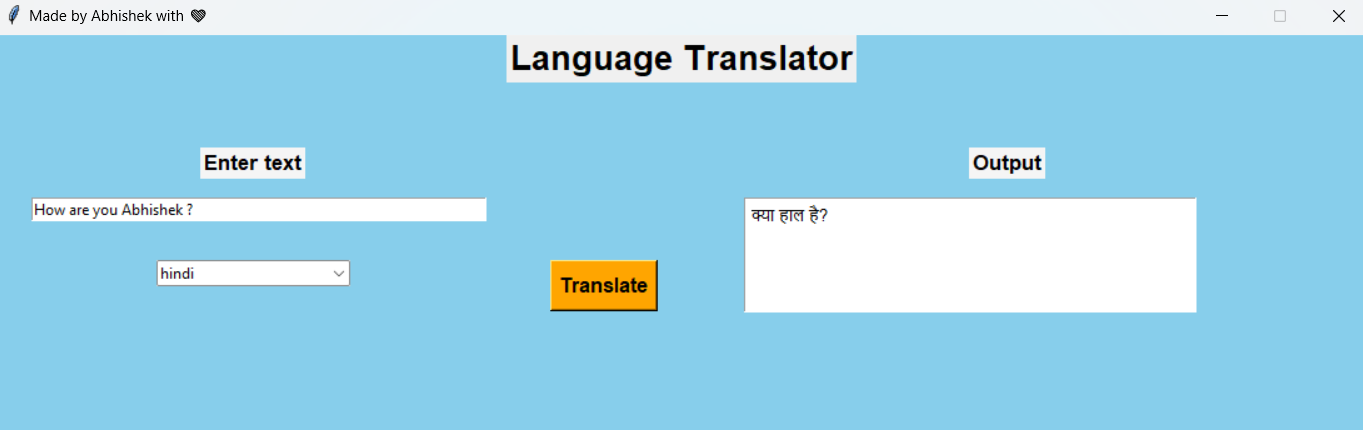 Made by Abhishek with 💝
Language Translator
Enter text
Output
How are you Abhishek ?
क्या हाल है?
hindi
Translate